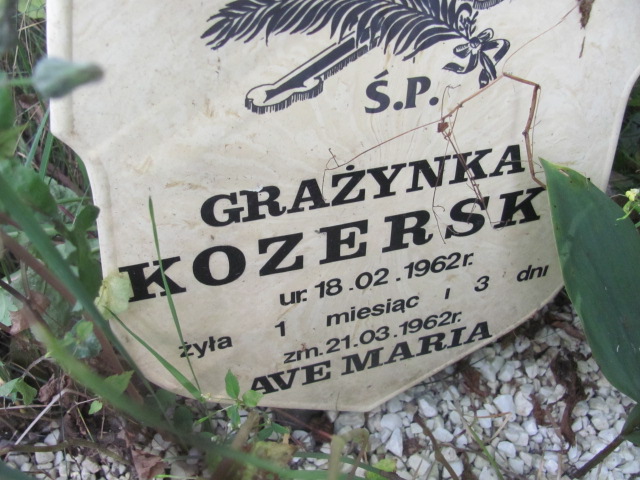 Ś.P.
GRAŻYNKA
KOZERSK
ur. 18.02.1962r.
żyła 1 miesiąc i 3 dni
zm. 21.03.1962r.
AVE MARIA